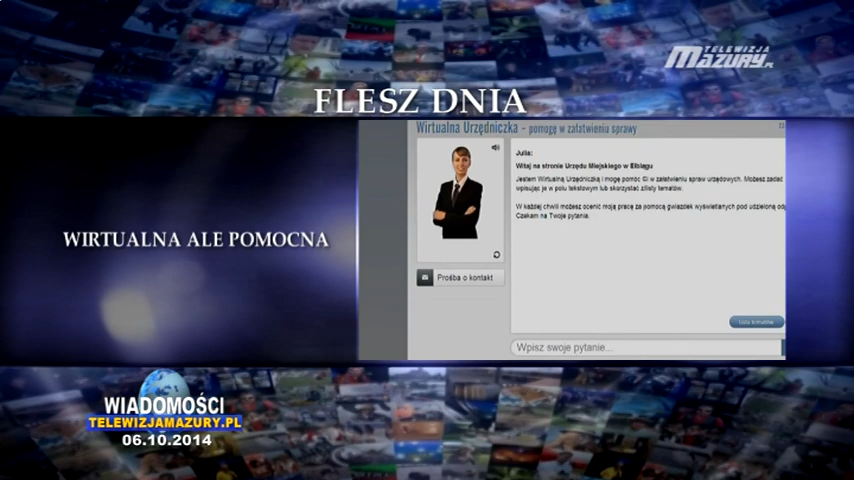 TELEWIZJA
MAZURY.PL
FLESZ DNIA
Wirtualna Urzędniczka - pomogę w załatwieniu sprawy
Julia:
Witaj na stronie Urzędu Miejskiego w Elblągu
Jestem Wirtualną Urzędniczką i mogę pomóc Ci w załatwieniu spraw urzędowych. Możesz zadać
wpisując je w polu tekstowym lub skorzystać z listy tematów.
W każdej chwili możesz ocenić moją pracę za pomocą gwiazdek wyświetlanych pod udzieloną
Czekam na Twoje pytania.
WIRTUALNA ALE POMOCNA
Prośba o kontakt
Lista tematów
Wpisz swoje pytanie...
WIADOMOŚCI
TELEWIZJAMAZURY.PL
06.10.2014